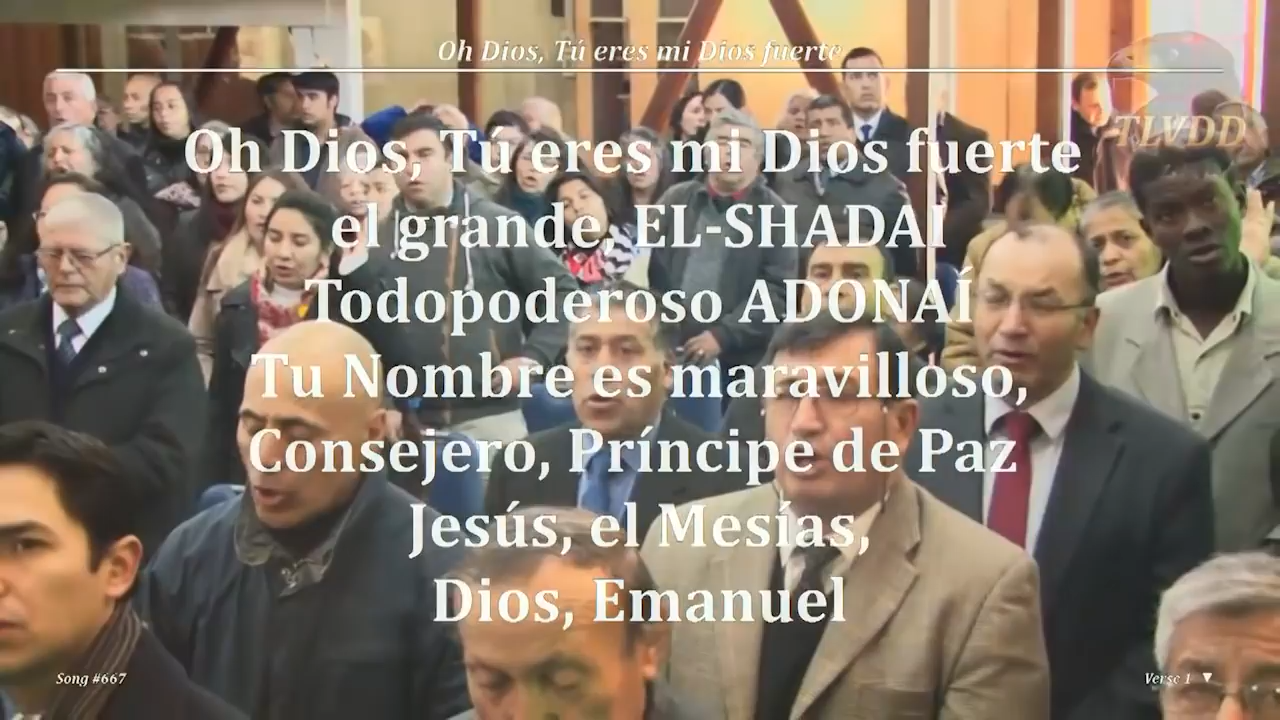 Oh Dios, Tú eres mi Dios fuerte
TLVDD
Oh Dios, Tú eres mi Dios fuerte
el grande, EL-SHADAI
Todopoderoso ADONAÍ
Tu Nombre es maravilloso,
Consejero, Príncipe de Paz
Jesús, el Mesías,
Dios, Emanuel
Song #667
Verse 1 ▼